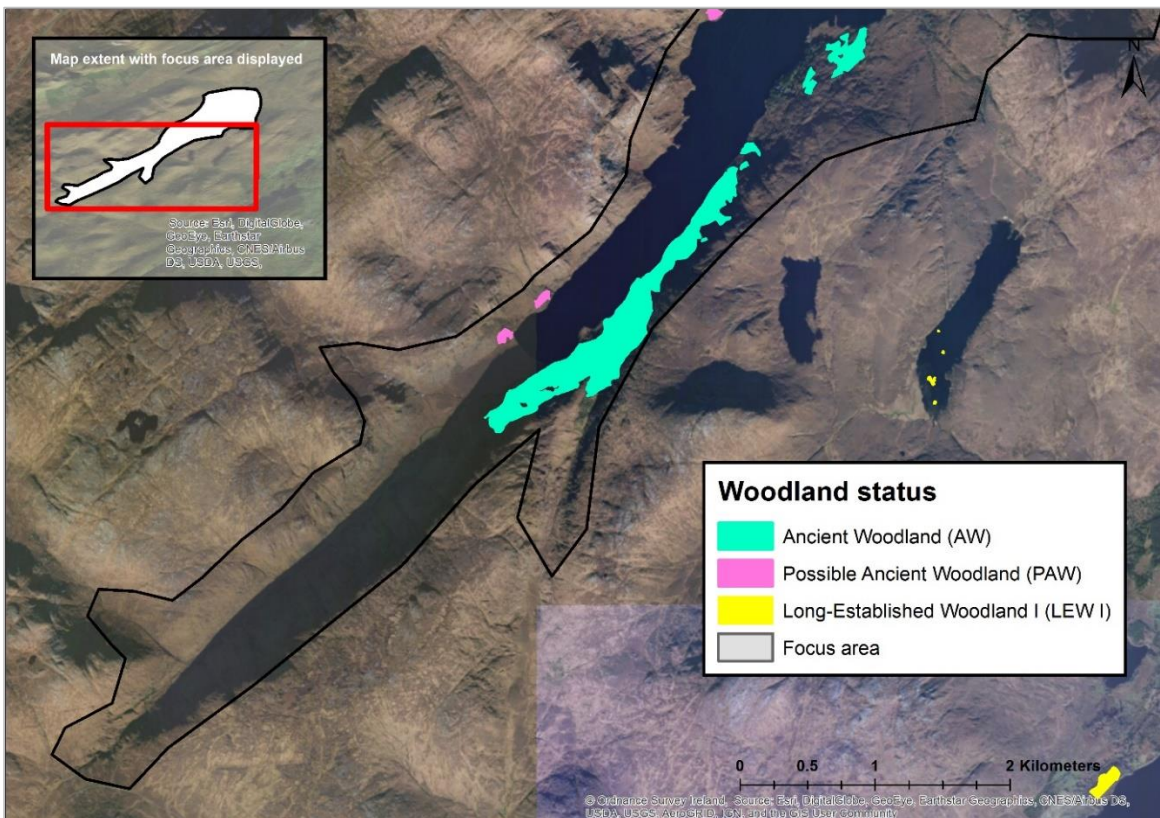 Map extent with focus area displayed
Source: Esri, DigitalGlobe,
GeoEye, Earthstar
Geographics, CNES/Airbus
DS, USDA, USGS,
N
Woodland status
Ancient Woodland (AW)
Possible Ancient Woodland (PAW)
Long-Established Woodland I (LEW I)
Focus area
0 0.5 1 2 Kilometers
© Ordnance Survey Ireland, Source: Esri, DigitalGlobe, GeoEye, Earthstar Geographics, CNES/Airbus DS,
USDA, USGS, AeroGRID, IGN, and the GIS User Community